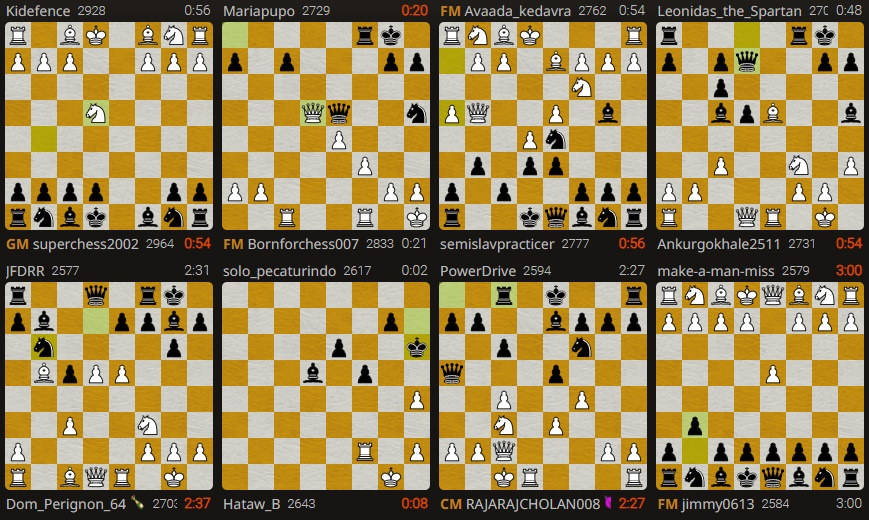 Kidefence 2928 0:56
Mariapupo 2729 0:20
FM Avaada_kedavra 2762 0:54
Leonidas_the_Spartan 270 0:48
GM superchess2002 2964 0:54
FM Bornforchess007 2833 0:21
semislavpracticer 2777 0:56
Ankurgokhale2511 2731 0:54
JFDRR 2577 2:31
solo_pecaturindo 2617 0:02
PowerDrive 2594 2:27
make-a-man-miss 2579 3:00
Dom_Perignon_64 2703 2:37
Hataw_B 2643 0:08
CM RAJARAJCHOLAN008 2:27
FM jimmy0613 2584 3:00